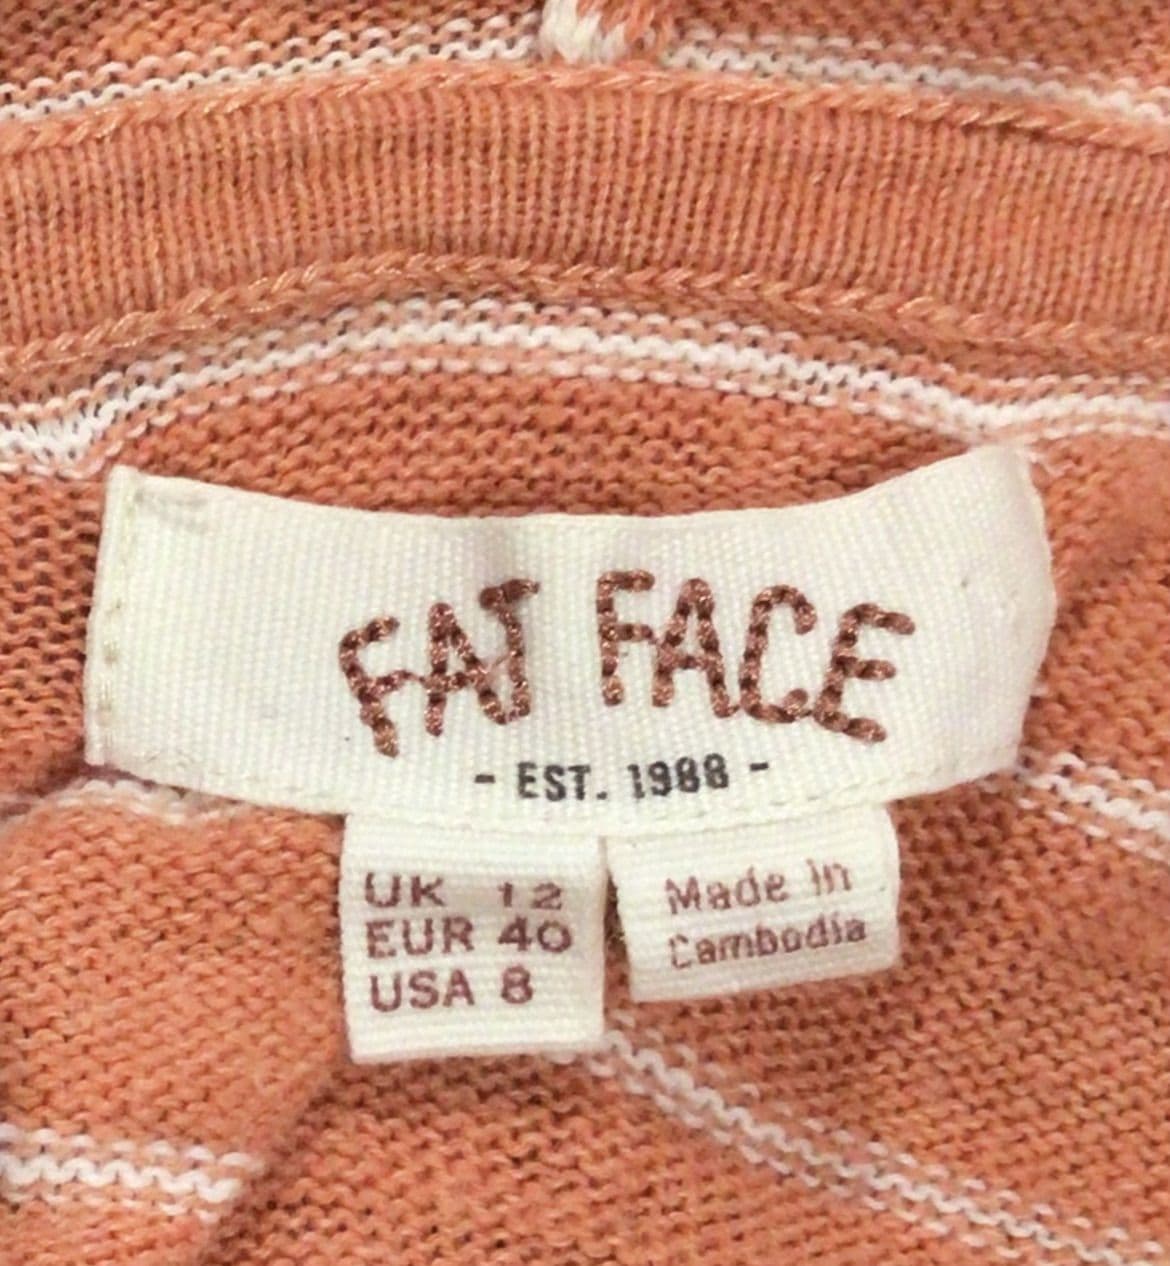 FAT FACE
- EST. 1988 -
UK 12
EUR 40
USA 8
Made in
Cambodia